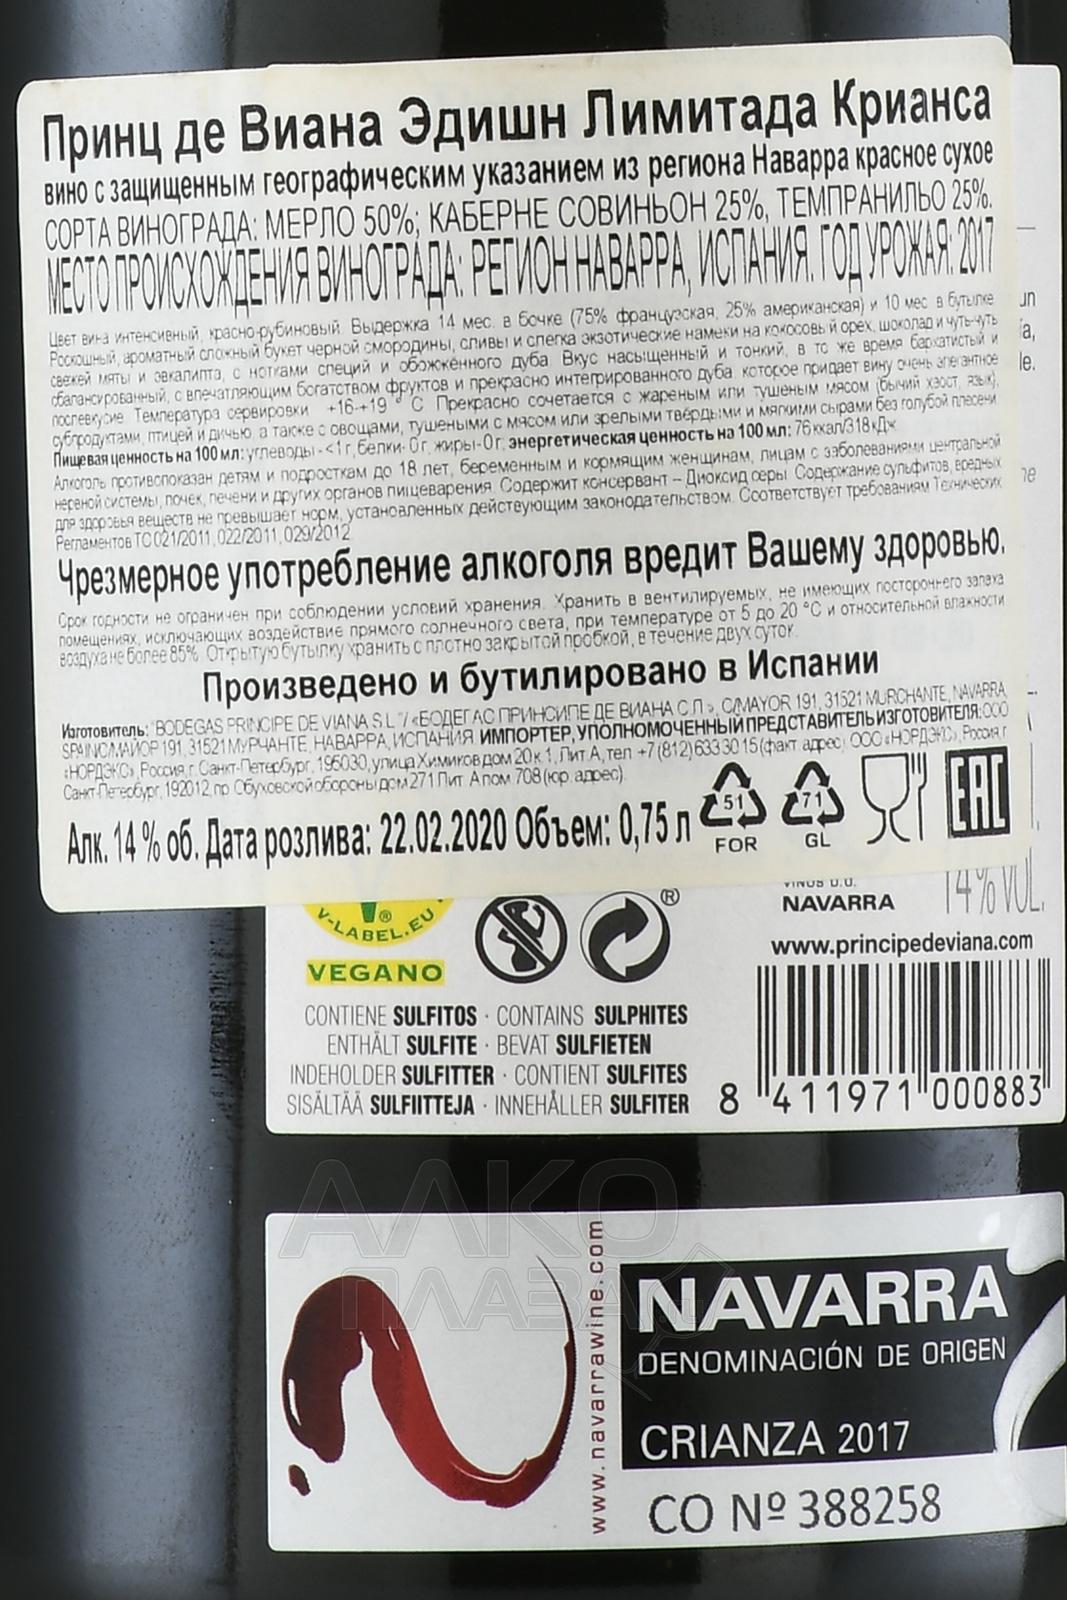 Принц де Виана Эдишн Лимитада Крианса
вино с защищенным географическим указанием из региона Наварра красное сухое
СОРТА ВИНОГРАДА: МЕРЛО 50%; КАБЕРНЕ СОВИНЬОН 25%, ТЕМПРАНИЛЬО 25%.
МЕСТО ПРОИСХОЖДЕНИЯ ВИНОГРАДА: РЕГИОН НАВАРРА, ИСПАНИЯ. ГОД УРОЖАЯ: 2017
Цвет вина интенсивный, красно-рубиновый. Выдержка 14 мес. в бочке (75% французская, 25% американская) и 10 мес. в бутылке
Роскошный, ароматный сложный букет черной смородины, сливы и слегка экзотические намеки на кокосовый орех, шоколад и чуть-чуть
свежей мяты и эвкалипта, с нотками специй и обожжённого дуба. Вкус насыщенный и тонкий, в то же время бархатистый и
сбалансированный, с впечатляющим богатством фруктов и прекрасно интегрированного дуба, которое придает вину очень элегантное
послевкусие. Температура сервировки +16-+19 ° С. Прекрасно сочетается с жареным или тушеным мясом (бычий хвост, язык),
субпродуктами, птицей и дичью, а также с овощами, тушеными с мясом или зрелыми твёрдыми и мягкими сырами без голубой плесени
Пищевая ценность на 100 мл: углеводы - <1 г, белки- 0 г, жиры- 0 г; энергетическая ценность на 100 мл: 76 ккал/318 кДж
Алкоголь противопоказан детям и подросткам до 18 лет, беременным и кормящим женщинам, лицам с заболеваниями центральной
нервной системы, почек, печени и других органов пищеварения. Содержит консервант – Диоксид серы. Содержание сульфитов, вредных
для здоровья веществ не превышает норм, установленных действующим законодательством. Соответствует требованиям Технических
Регламентов ТС 021/2011, 022/2011, 029/2012
Чрезмерное употребление алкоголя вредит Вашему здоровью.
Срок годности не ограничен при соблюдении условий хранения. Хранить в вентилируемых, не имеющих постороннего запаха
помещениях, исключающих воздействие прямого солнечного света, при температуре от 5 до 20 °С и относительной влажности
воздуха не более 85%. Открытую бутылку хранить с плотно закрытой пробкой, в течение двух суток.
Произведено и бутилировано в Испании
Изготовитель: "BODEGAS PRINCIPE DE VIANA S.L."/ «БОДЕГАС ПРИНСИПЕ ДЕ ВИАНА С.Л.», C/MAYOR 191, 31521 MURCHANTE, NAVARRA,
SPAIN/С/МАЙОР 191, 31521 МУРЧАНТЕ, НАВАРРА, ИСПАНИЯ. ИМПОРТЕР, УПОЛНОМОЧЕННЫЙ ПРЕДСТАВИТЕЛЬ ИЗГОТОВИТЕЛЯ: ООО
«НОРДЭКС», Россия, г. Санкт-Петербург, 195030, улица Химиков дом 20 к 1, Лит А, тел. +7 (812) 633 30 15 (факт. адрес), ООО «НОРДЭКС», Россия, г.
Санкт-Петербург, 192012, пр. Обуховской обороны дом 271 Лит А пом. 708 (юр. адрес).
Алк. 14 % об. Дата розлива: 22.02.2020 Объем: 0,75 л
51
FOR
71
GL
EAC
V-LABEL.EU
®
VEGANO
®
VINOS D.O.
NAVARRA
14% VOL.
www.principedeviana.com
CONTIENE SULFITOS · CONTAINS SULPHITES
ENTHÄLT SULFITE · BEVAT SULFIETEN
INDEHOLDER SULFITTER · CONTIENT SULFITES
SISÄLTÄÄ SULFIITTEJA · INNEHÅLLER SULFITER
8 411971 000883
АЛКО
ПЛАЗА
www.navarrawine.com
NAVARRA
DENOMINACIÓN DE ORIGEN
CRIANZA 2017
CO Nº 388258